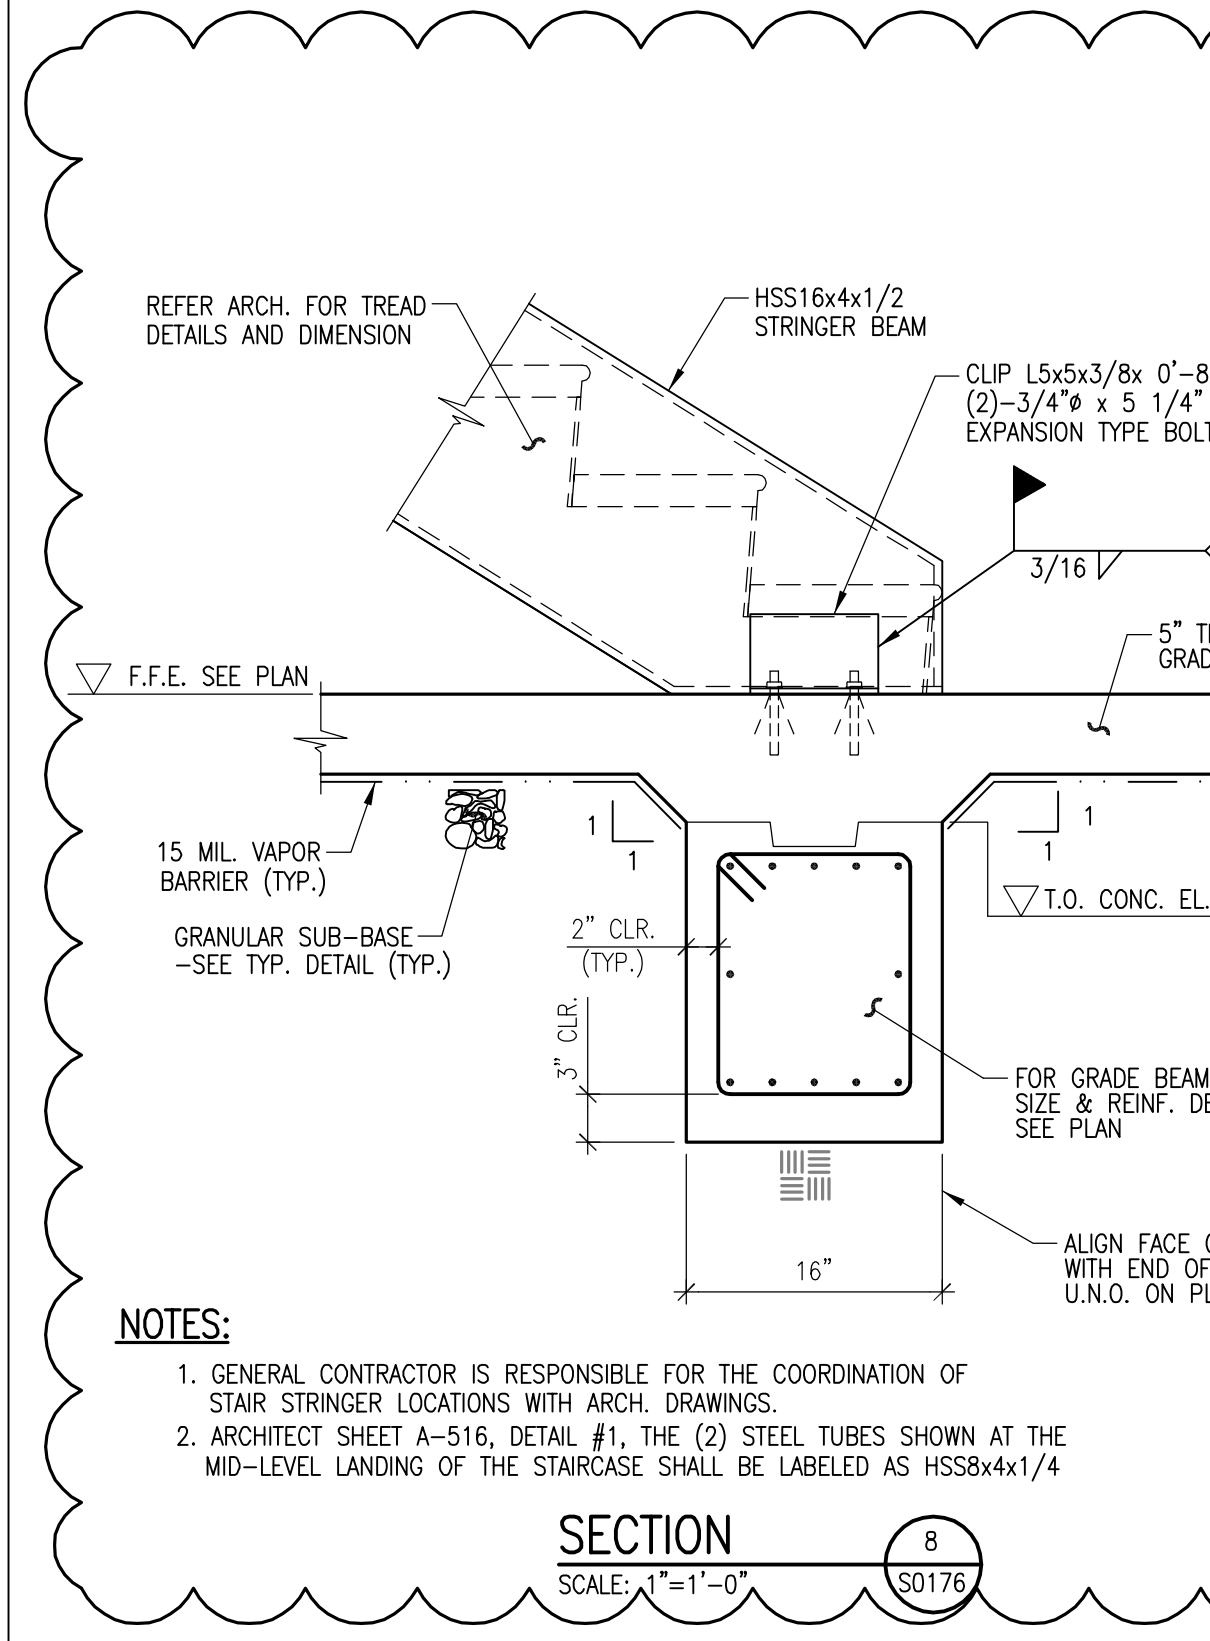 REFER ARCH. FOR TREAD
DETAILS AND DIMENSION
HSS16x4x1/2
STRINGER BEAM
CLIP L5x5x3/8x 0'-8
(2)-3/4"ø x 5 1/4"
EXPANSION TYPE
3/16
5"
F.F.E. SEE PLAN
15 MIL. VAPOR
BARRIER (TYP.)
GRANULAR SUB-BASE
-SEE TYP. DETAIL (TYP.)
1
1
1
1
T.O. CONC. EL.
2" CLR.
(TYP.)
3" CLR.
FOR GRADE BEAM
SIZE & REINF.
SEE PLAN
ALIGN FACE
WITH END OF
U.N.O. ON
16"
NOTES:
1. GENERAL CONTRACTOR IS RESPONSIBLE FOR THE COORDINATION OF
STAIR STRINGER LOCATIONS WITH ARCH. DRAWINGS.
2. ARCHITECT SHEET A-516, DETAIL #1, THE (2) STEEL TUBES SHOWN AT THE
MID-LEVEL LANDING OF THE STAIRCASE SHALL BE LABELED AS HSS8x4x1/4
SECTION
SCALE: 1"=1'-0"
8
S0176